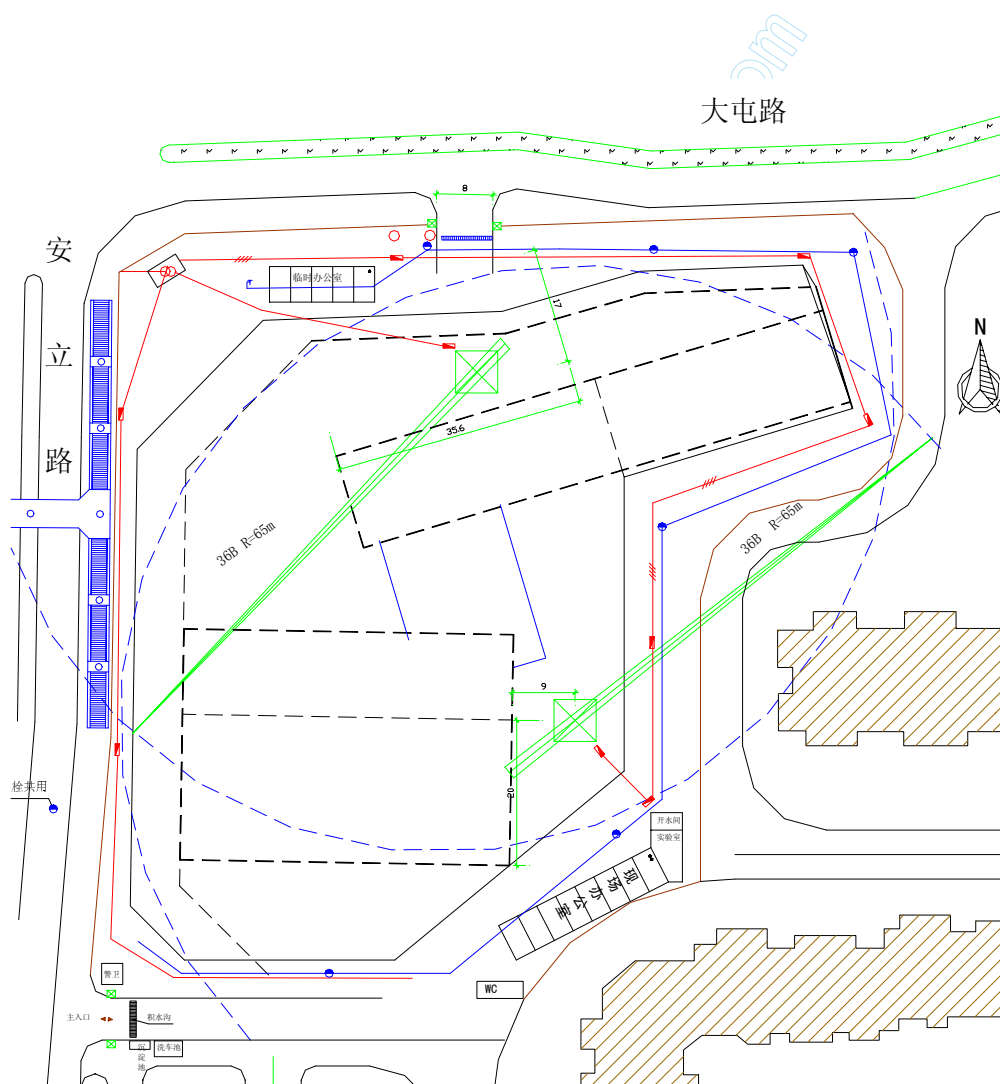 om
大屯路
8
安立路
临时办公室
17
N
35.6
36B R=65m
36B R=65m
9
20
栓共用
开水间
实验室
现场办公室
警卫
WC
主入口
积水沟
沉淀池
洗车池